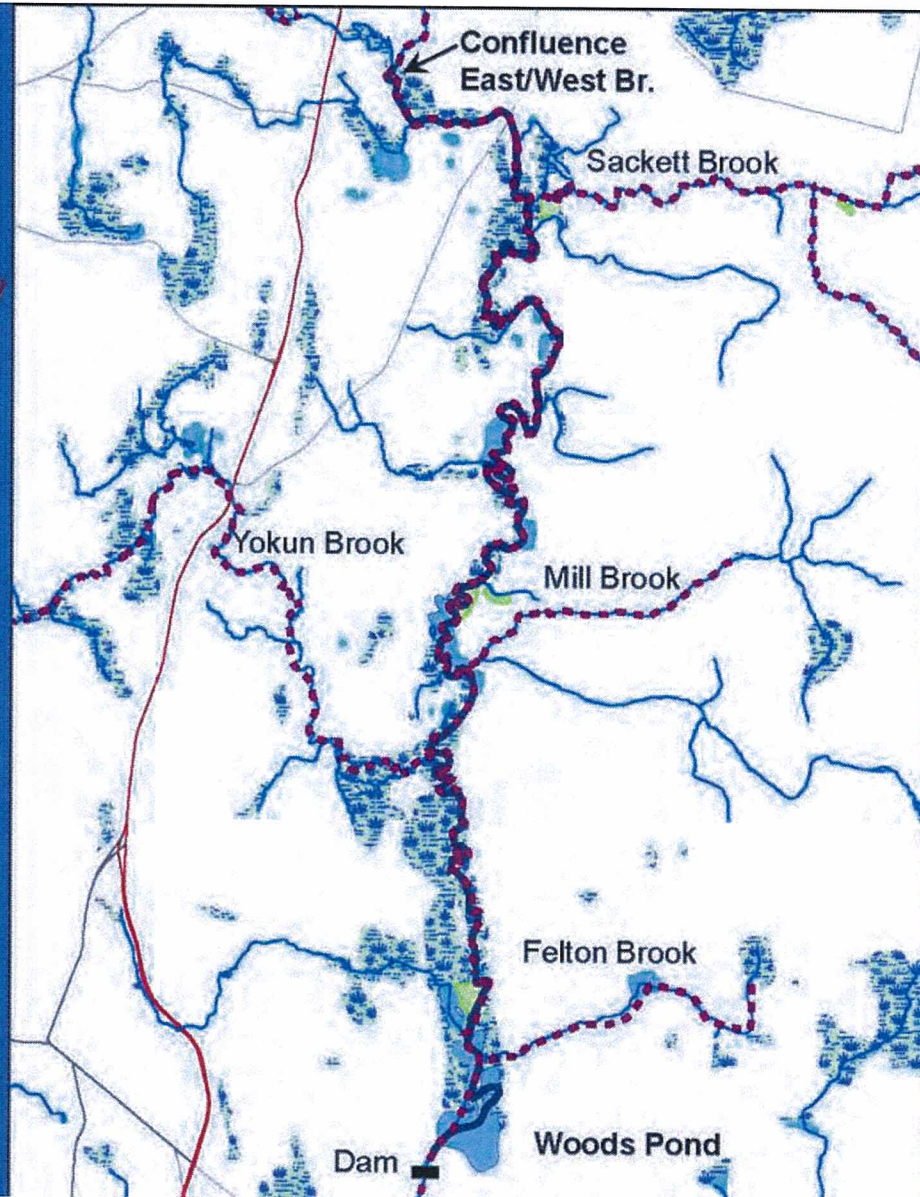 Confluence
East/West Br.
Sackett Brook
Yokun Brook
Mill Brook
Felton Brook
Woods Pond
Dam